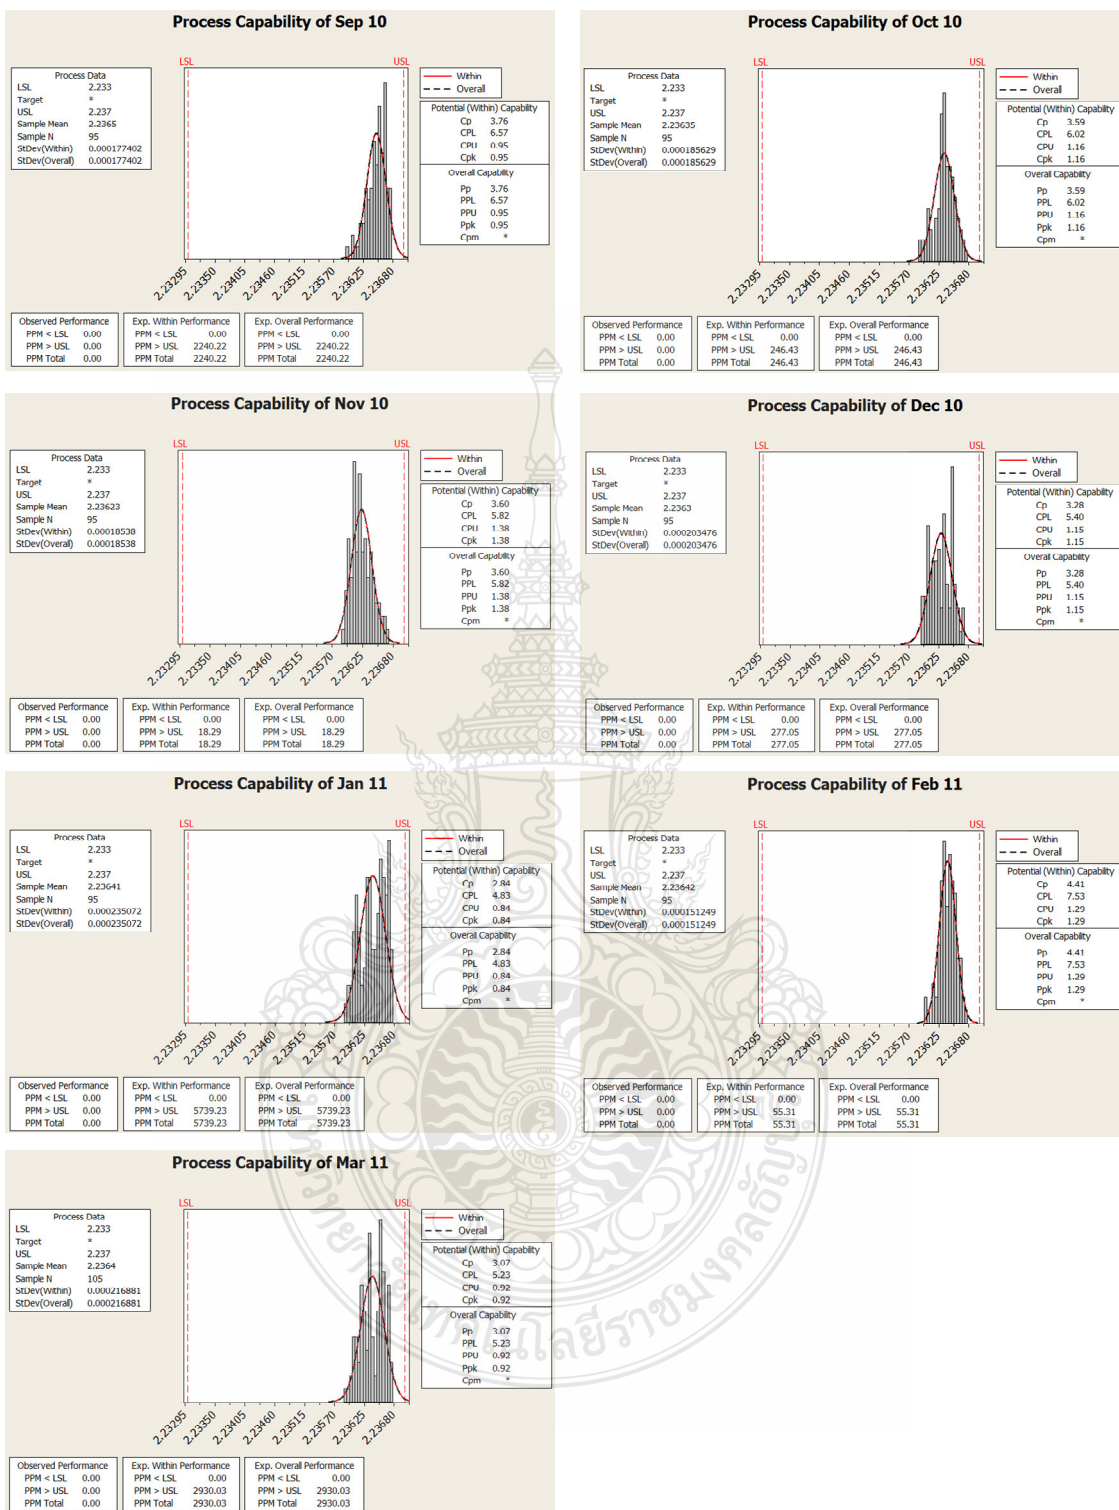 Process Capability of Sep 10
LSL USL
Process Data
LSL 2.233
Target *
USL 2.237
Sample Mean 2.2365
Sample N 95
StDev(Within) 0.000177402
StDev(Overall) 0.000177402
Within
Overall
Potential (Within) Capability
Cp 3.76
CPL 6.57
CPU 0.95
Cpk 0.95
Overall Capability
Pp 3.76
PPL 6.57
PPU 0.95
Ppk 0.95
Cpm *
2.23295 2.23350 2.23405 2.23460 2.23515 2.23570 2.23625 2.23680
Observed Performance
PPM < LSL 0.00
PPM > USL 0.00
PPM Total 0.00
Exp. Within Performance
PPM < LSL 0.00
PPM > USL 2240.22
PPM Total 2240.22
Exp. Overall Performance
PPM < LSL 0.00
PPM > USL 2240.22
PPM Total 2240.22
Process Capability of Oct 10
LSL USL
Process Data
LSL 2.233
Target *
USL 2.237
Sample Mean 2.23635
Sample N 95
StDev(Within) 0.000185629
StDev(Overall) 0.000185629
Within
Overall
Potential (Within) Capability
Cp 3.59
CPL 6.02
CPU 1.16
Cpk 1.16
Overall Capability
Pp 3.59
PPL 6.02
PPU 1.16
Ppk 1.16
Cpm *
2.23295 2.23350 2.23405 2.23460 2.23515 2.23570 2.23625 2.23680
Observed Performance
PPM < LSL 0.00
PPM > USL 0.00
PPM Total 0.00
Exp. Within Performance
PPM < LSL 0.00
PPM > USL 246.43
PPM Total 246.43
Exp. Overall Performance
PPM < LSL 0.00
PPM > USL 246.43
PPM Total 246.43
Process Capability of Nov 10
LSL USL
Process Data
LSL 2.233
Target *
USL 2.237
Sample Mean 2.23623
Sample N 95
StDev(Within) 0.00018538
StDev(Overall) 0.00018538
Within
Overall
Potential (Within) Capability
Cp 3.60
CPL 5.82
CPU 1.38
Cpk 1.38
Overall Capability
Pp 3.60
PPL 5.82
PPU 1.38
Ppk 1.38
Cpm *
2.23295 2.23350 2.23405 2.23460 2.23515 2.23570 2.23625 2.23680
Observed Performance
PPM < LSL 0.00
PPM > USL 0.00
PPM Total 0.00
Exp. Within Performance
PPM < LSL 0.00
PPM > USL 18.29
PPM Total 18.29
Exp. Overall Performance
PPM < LSL 0.00
PPM > USL 18.29
PPM Total 18.29
Process Capability of Dec 10
LSL USL
Process Data
LSL 2.233
Target *
USL 2.237
Sample Mean 2.2363
Sample N 95
StDev(Within) 0.000203476
StDev(Overall) 0.000203476
Within
Overall
Potential (Within) Capability
Cp 3.28
CPL 5.40
CPU 1.15
Cpk 1.15
Overall Capability
Pp 3.28
PPL 5.40
PPU 1.15
Ppk 1.15
Cpm *
2.23295 2.23350 2.23405 2.23460 2.23515 2.23570 2.23625 2.23680
Observed Performance
PPM < LSL 0.00
PPM > USL 0.00
PPM Total 0.00
Exp. Within Performance
PPM < LSL 0.00
PPM > USL 277.05
PPM Total 277.05
Exp. Overall Performance
PPM < LSL 0.00
PPM > USL 277.05
PPM Total 277.05
Process Capability of Jan 11
LSL USL
Process Data
LSL 2.233
Target *
USL 2.237
Sample Mean 2.23641
Sample N 95
StDev(Within) 0.000235072
StDev(Overall) 0.000235072
Within
Overall
Potential (Within) Capability
Cp 2.84
CPL 4.83
CPU 0.84
Cpk 0.84
Overall Capability
Pp 2.84
PPL 4.83
PPU 0.84
Ppk 0.84
Cpm *
2.23295 2.23350 2.23405 2.23460 2.23515 2.23570 2.23625 2.23680
Observed Performance
PPM < LSL 0.00
PPM > USL 0.00
PPM Total 0.00
Exp. Within Performance
PPM < LSL 0.00
PPM > USL 5739.23
PPM Total 5739.23
Exp. Overall Performance
PPM < LSL 0.00
PPM > USL 5739.23
PPM Total 5739.23
Process Capability of Feb 11
LSL USL
Process Data
LSL 2.233
Target *
USL 2.237
Sample Mean 2.23642
Sample N 95
StDev(Within) 0.000151249
StDev(Overall) 0.000151249
Within
Overall
Potential (Within) Capability
Cp 4.41
CPL 7.53
CPU 1.29
Cpk 1.29
Overall Capability
Pp 4.41
PPL 7.53
PPU 1.29
Ppk 1.29
Cpm *
2.23295 2.23350 2.23405 2.23460 2.23515 2.23570 2.23625 2.23680
Observed Performance
PPM < LSL 0.00
PPM > USL 0.00
PPM Total 0.00
Exp. Within Performance
PPM < LSL 0.00
PPM > USL 55.31
PPM Total 55.31
Exp. Overall Performance
PPM < LSL 0.00
PPM > USL 55.31
PPM Total 55.31
Process Capability of Mar 11
LSL USL
Process Data
LSL 2.233
Target *
USL 2.237
Sample Mean 2.2364
Sample N 105
StDev(Within) 0.000216881
StDev(Overall) 0.000216881
Within
Overall
Potential (Within) Capability
Cp 3.07
CPL 5.23
CPU 0.92
Cpk 0.92
Overall Capability
Pp 3.07
PPL 5.23
PPU 0.92
Ppk 0.92
Cpm *
2.23295 2.23350 2.23405 2.23460 2.23515 2.23570 2.23625 2.23680
Observed Performance
PPM < LSL 0.00
PPM > USL 0.00
PPM Total 0.00
Exp. Within Performance
PPM < LSL 0.00
PPM > USL 2930.03
PPM Total 2930.03
Exp. Overall Performance
PPM < LSL 0.00
PPM > USL 2930.03
PPM Total 2930.03
มหาวิทยาลัยเทคโนโลยีราชมงคลธัญบุรี